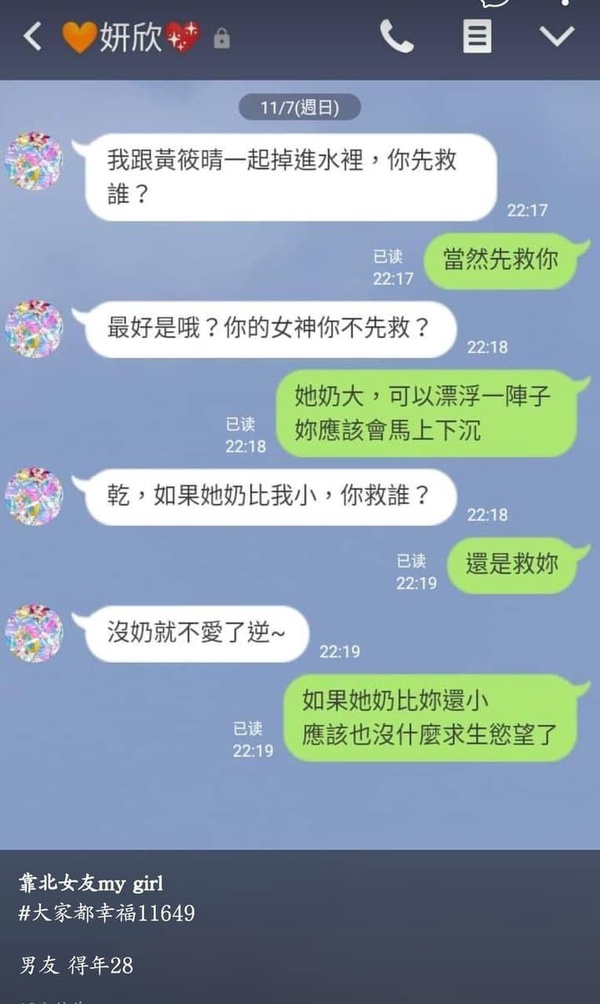 🧡妍欣💖
11/7(週日)
我跟黃筱晴一起掉進水裡，你先救
誰？
22:17
已读
22:17
當然先救你
最好是哦？你的女神你不先救？
22:18
她奶大，可以漂浮一陣子
妳應該會馬上下沉
已读
22:18
乾，如果她奶比我小，你救誰？
22:18
已读
22:19
還是救妳
沒奶就不愛了逆~
22:19
如果她奶比妳還小
應該也沒什麼求生慾望了
已读
22:19
靠北女友my girl
#大家都幸福11649
男友 得年28